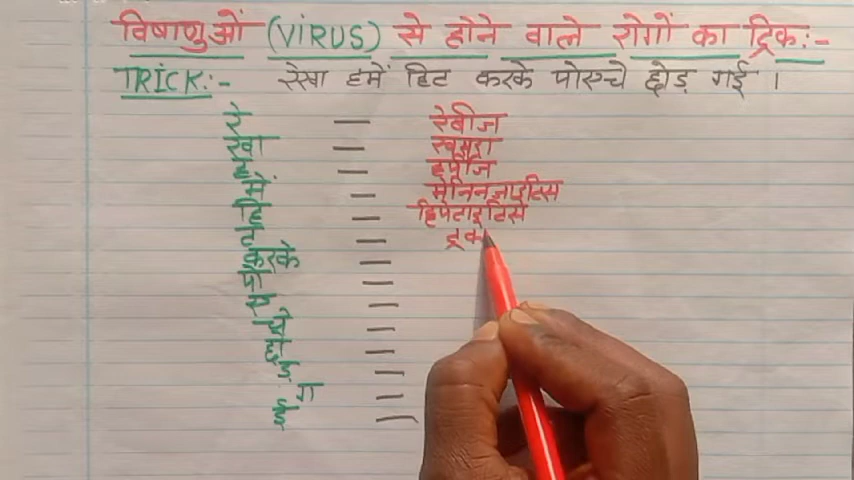 विषाणुओं (VIRUS) से होने वाले रोगों का ट्रिक:-
TRICK:- रेखा हमें हिट करके पोरुचे छोड़ गई ।
रे — रेबीज
खा — खसरा
ह — हर्पीज
में — मेनिनजाइटिस
हि — हिपेटाइटिस
ट — ट्रक
करके —
पो —
रु —
चे —
छो —
ड़ —
ग
ई —